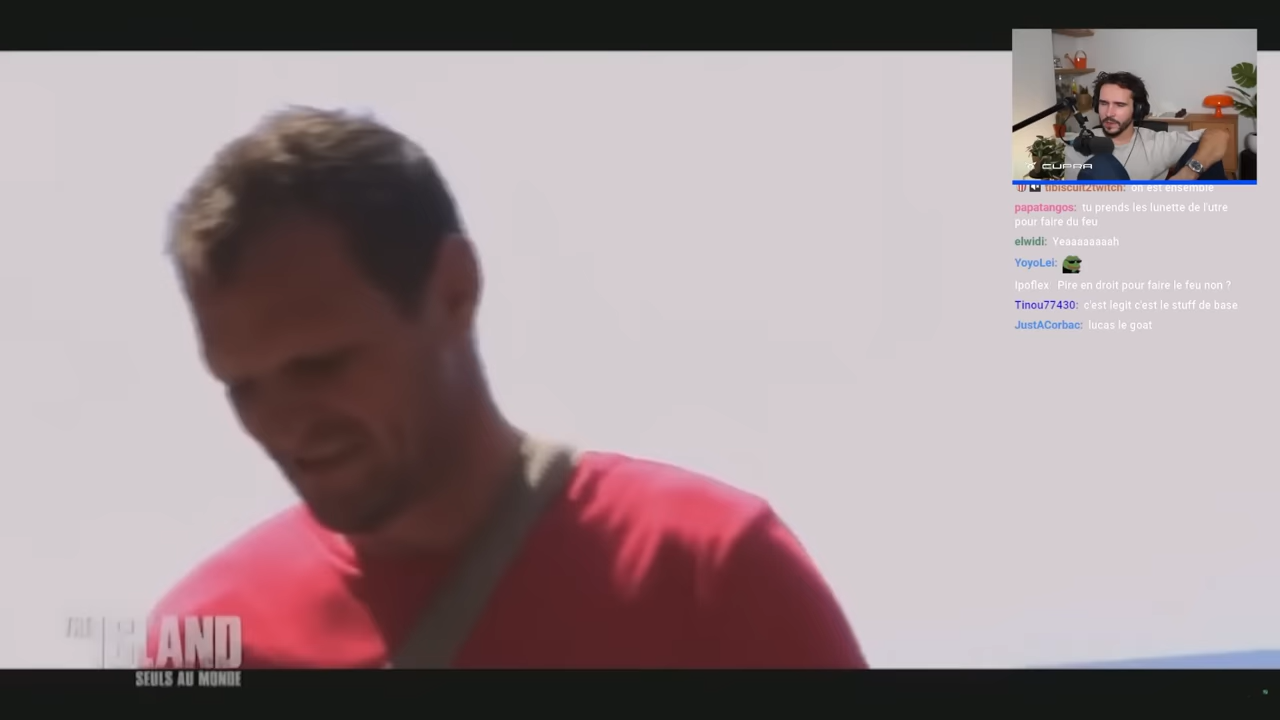 CUPRA
tibiscuit2twitch: on est ensemble
papatangos: tu prends les lunette de l'utre
pour faire du feu
elwidi: Yeaaaaaaaah
YoyoLei:
lpoflex Pire en droit pour faire le feu non ?
Tinou77430: c'est legit c'est le stuff de base
JustACorbac: lucas le goat
THE ISLAND
SEULS AU MONDE